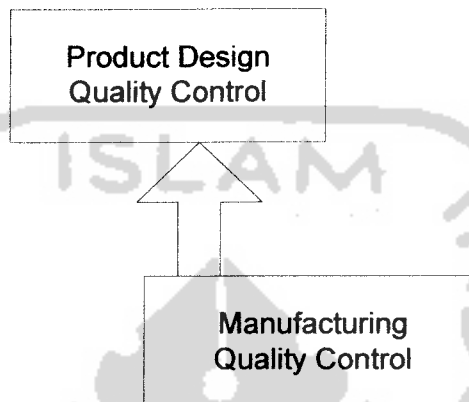 Product Design
Quality Control
ISLAM
Manufacturing
Quality Control